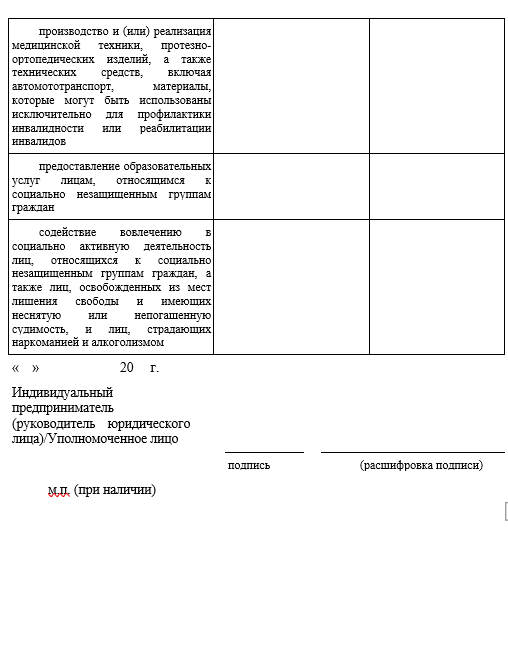 производство и (или) реализация
медицинской техники, протезно-
ортопедических изделий, а также
технических средств, включая
автомототранспорт, материалы,
которые могут быть использованы
исключительно для профилактики
инвалидности или реабилитации
инвалидов
предоставление образовательных
услуг лицам, относящимся к
социально незащищенным группам
граждан
содействие вовлечению в
социально активную деятельность
лиц, относящихся к социально
незащищенным группам граждан, а
также лиц, освобожденных из мест
лишения свободы и имеющих
неснятую или непогашенную
судимость, и лиц, страдающих
наркоманией и алкоголизмом
« » 20 г.
Индивидуальный
предприниматель
(руководитель юридического
лица)/Уполномоченное лицо
подпись (расшифровка подписи)
м.п. (при наличии)